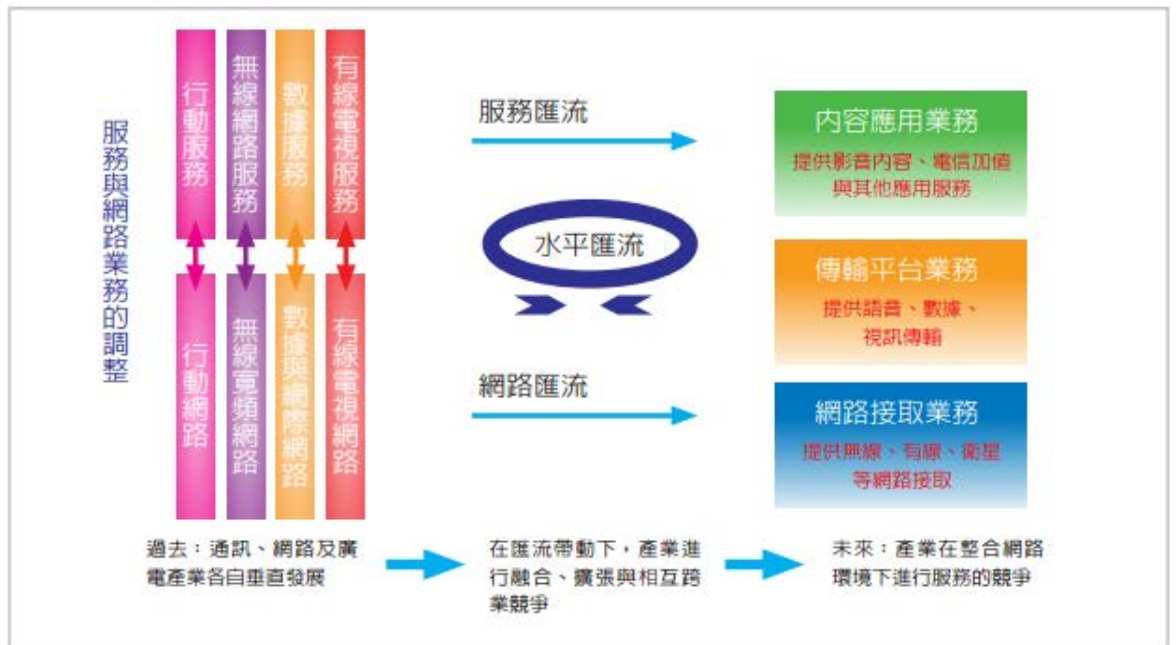 服務與網路業務的調整
行動服務
無線網路服務
數據服務
有線電視服務
行動網路
無線寬頻網路
數據與網際網路
有線電視網路
服務匯流
水平匯流
網路匯流
內容應用業務
提供影音內容、電信加值
與其他應用服務
傳輸平台業務
提供語音、數據、
視訊傳輸
網路接取業務
提供無線、有線、衛星
等網路接取
過去：通訊、網路及廣
電產業各自垂直發展
在匯流帶動下，產業進
行融合、擴張與相互跨
業競爭
未來：產業在整合網路
環境下進行服務的競爭